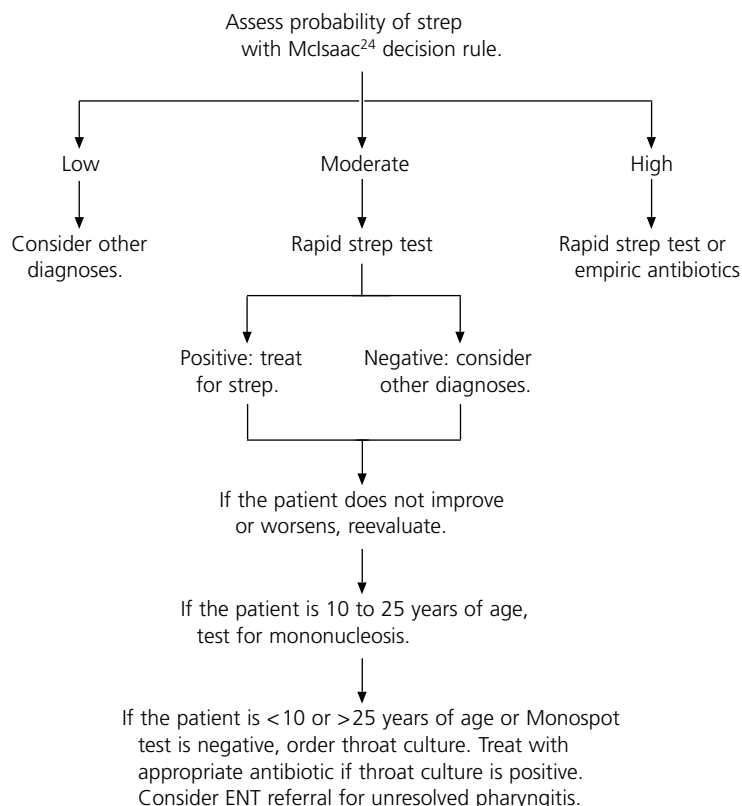 Assess probability of strep
with McIsaac24 decision rule.
Low
Moderate
High
Consider other
diagnoses.
Rapid strep test
Rapid strep test or
empiric antibiotics
Positive: treat
for strep.
Negative: consider
other diagnoses.
If the patient does not improve
or worsens, reevaluate.
If the patient is 10 to 25 years of age,
test for mononucleosis.
If the patient is <10 or >25 years of age or Monospot
test is negative, order throat culture. Treat with
appropriate antibiotic if throat culture is positive.
Consider ENT referral for unresolved pharyngitis.